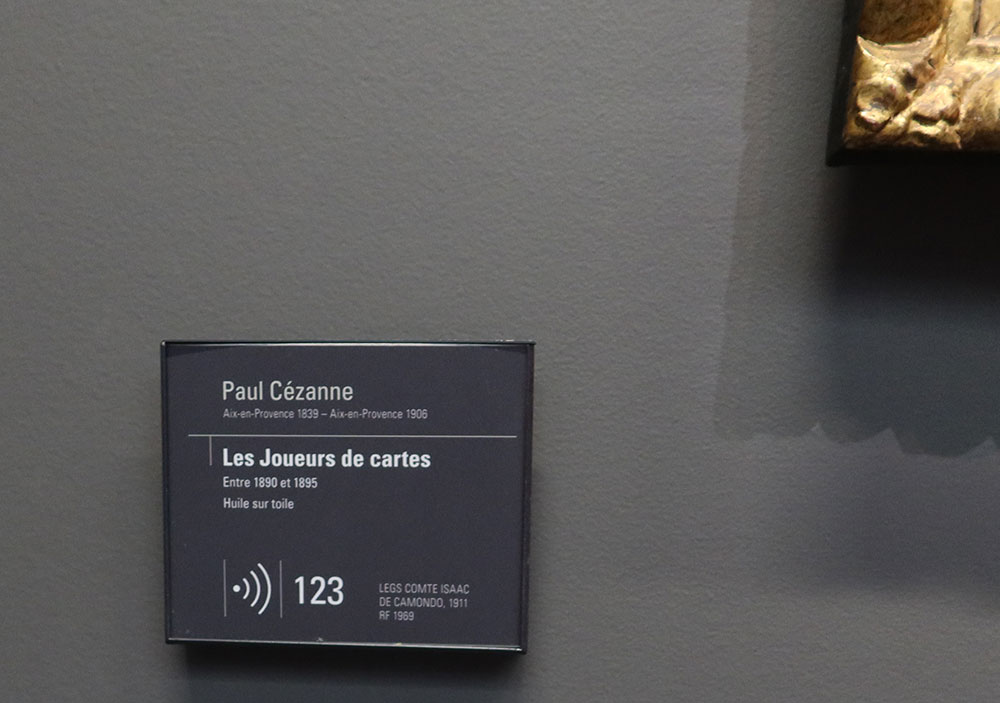 Paul Cézanne
Aix-en-Provence 1839 – Aix-en-Provence 1906
Les Joueurs de cartes
Entre 1890 et 1895
Huile sur toile
123
LEGS COMTE ISAAC
DE CAMONDO, 1911
RF 1969